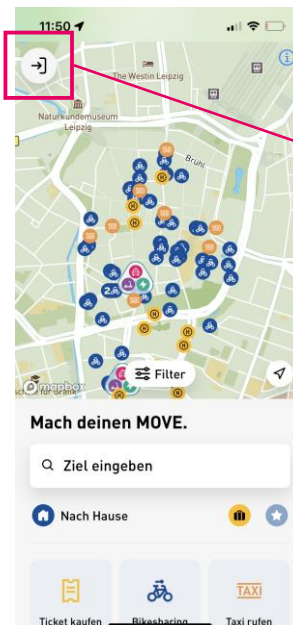 11:50
The Westin Leipzig
Naturkundemuseum
Leipzig
Brühl
2
mapbox
Filter
Mach deinen MOVE.
Ziel eingeben
Nach Hause
TAXI
Ticket kaufen
Bikesharing
Taxi rufen